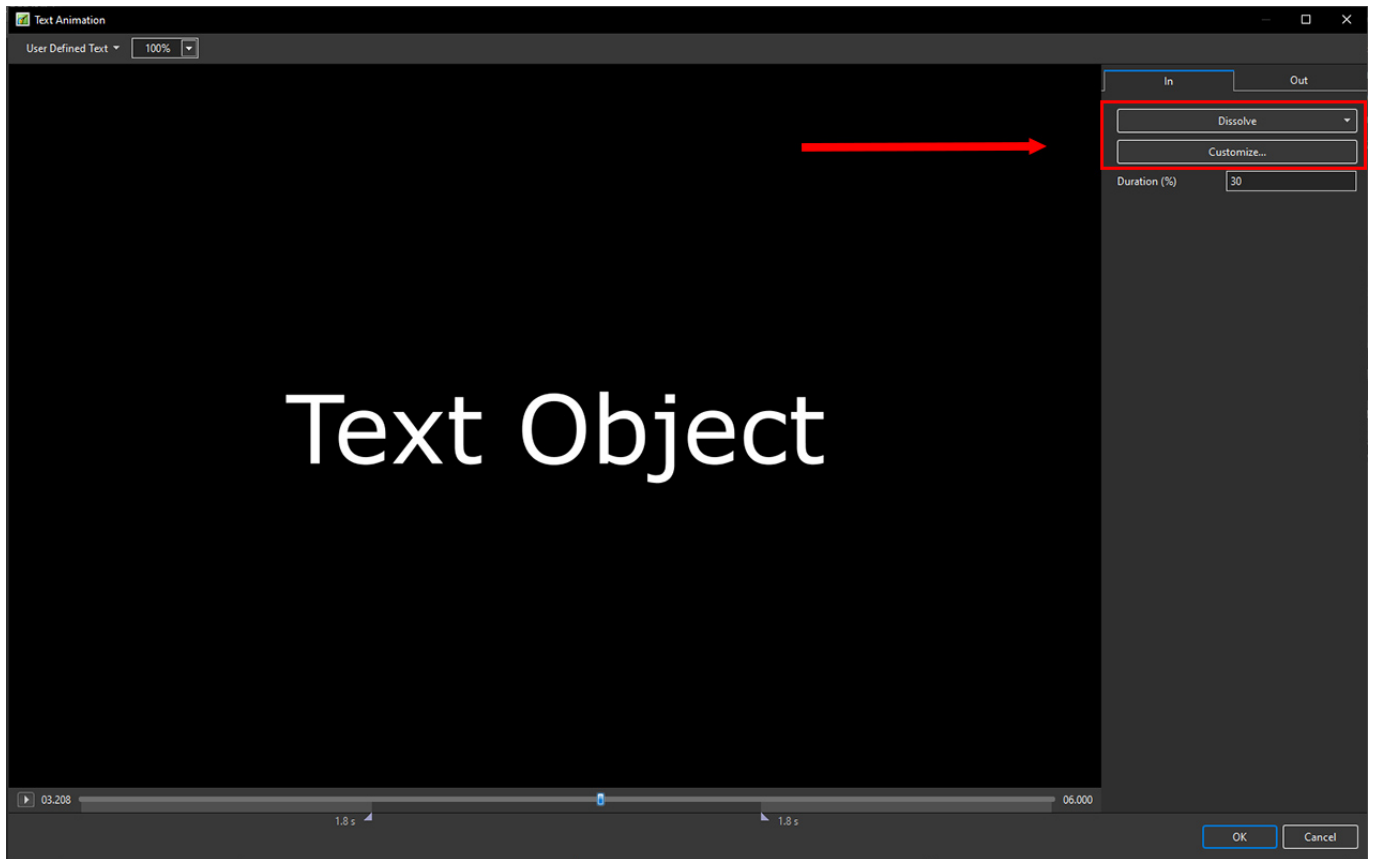 Text Animation
User Defined Text 100%
In Out
Dissolve
Customize...
Duration (%) 30
Text Object
03.208 06.000
1.8 s 1.8 s
OK Cancel